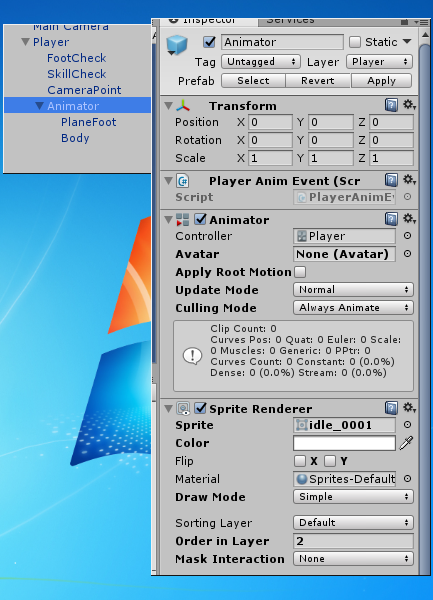 Main Camera
Player
FootCheck
SkillCheck
CameraPoint
Animator
PlaneFoot
Body
Inspector Services
Animator Static
Tag Untagged Layer Player
Prefab Select Revert Apply
Transform
Position X 0 Y 0 Z 0
Rotation X 0 Y 0 Z 0
Scale X 1 Y 1 Z 1
Player Anim Event (Scr
Script PlayerAnimE
Animator
Controller Player
Avatar None (Avatar)
Apply Root Motion
Update Mode Normal
Culling Mode Always Animate
Clip Count: 0
Curves Pos: 0 Quat: 0 Euler: 0 Scale:
0 Muscles: 0 Generic: 0 PPtr: 0
Curves Count: 0 Constant: 0 (0.0%)
Dense: 0 (0.0%) Stream: 0 (0.0%)
Sprite Renderer
Sprite idle_0001
Color
Flip X Y
Material Sprites-Default
Draw Mode Simple
Sorting Layer Default
Order in Layer 2
Mask Interaction None